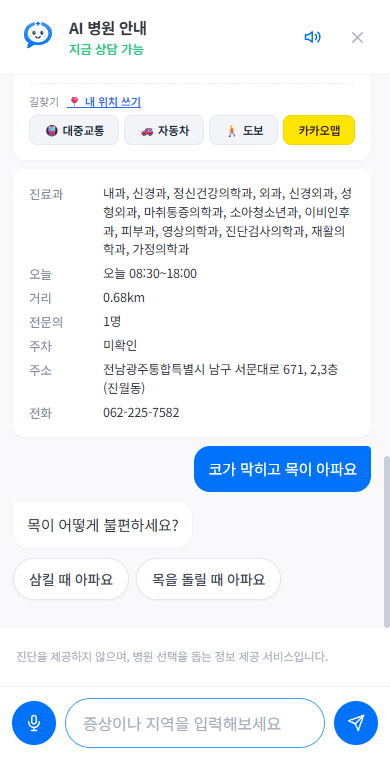 AI 병원 안내
지금 상담 가능
길찾기 📍 내 위치 쓰기
🚇 대중교통 🚗 자동차 🚶 도보 카카오맵
진료과 내과, 신경과, 정신건강의학과, 외과, 신경외과, 성
형외과, 마취통증의학과, 소아청소년과, 이비인후
과, 피부과, 영상의학과, 진단검사의학과, 재활의
학과, 가정의학과
오늘 오늘 08:30~18:00
거리 0.68km
전문의 1명
주차 미확인
주소 전남광주통합특별시 남구 서문대로 671, 2,3층
(진월동)
전화 062-225-7582
코가 막히고 목이 아파요
목이 어떻게 불편하세요?
삼킬 때 아파요 목을 돌릴 때 아파요
진단을 제공하지 않으며, 병원 선택을 돕는 정보 제공 서비스입니다.
증상이나 지역을 입력해보세요